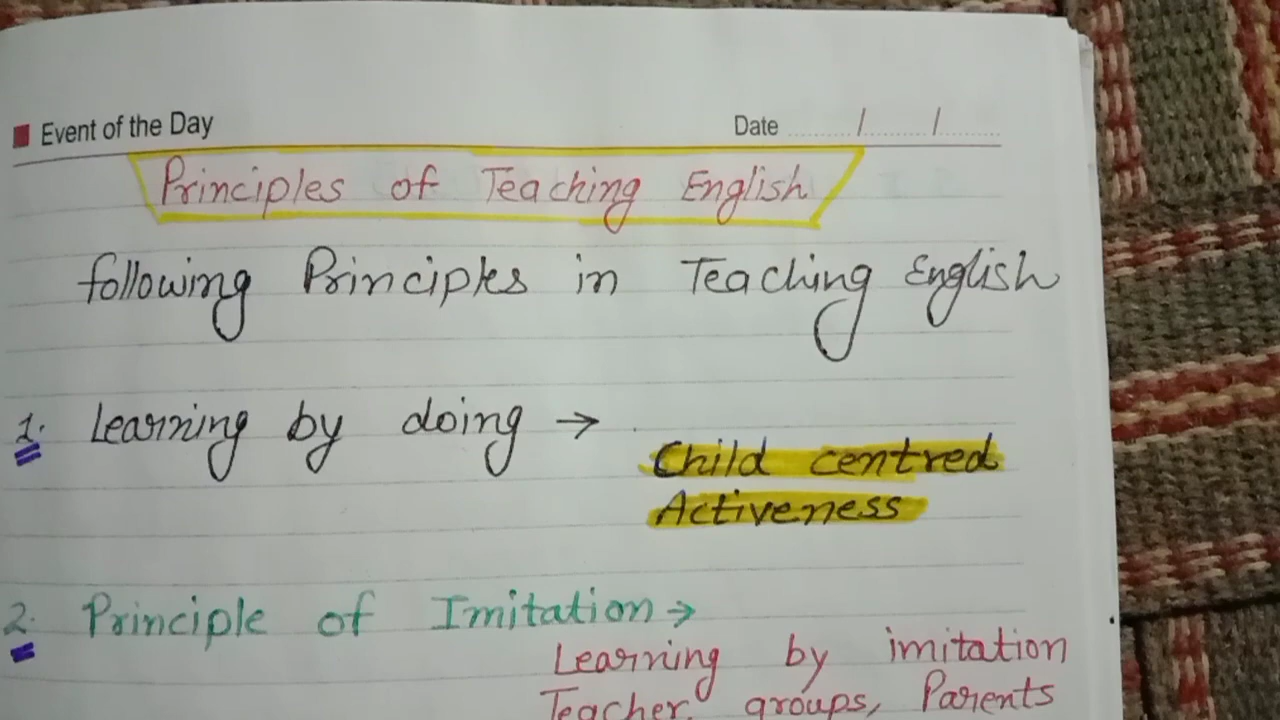 Event of the Day
Date / /
Principles of Teaching English
following Principles in Teaching English
1. Learning by doing →
Child centred
Activeness
2. Principle of Imitation →
Learning by imitation
Teacher, groups, Parents